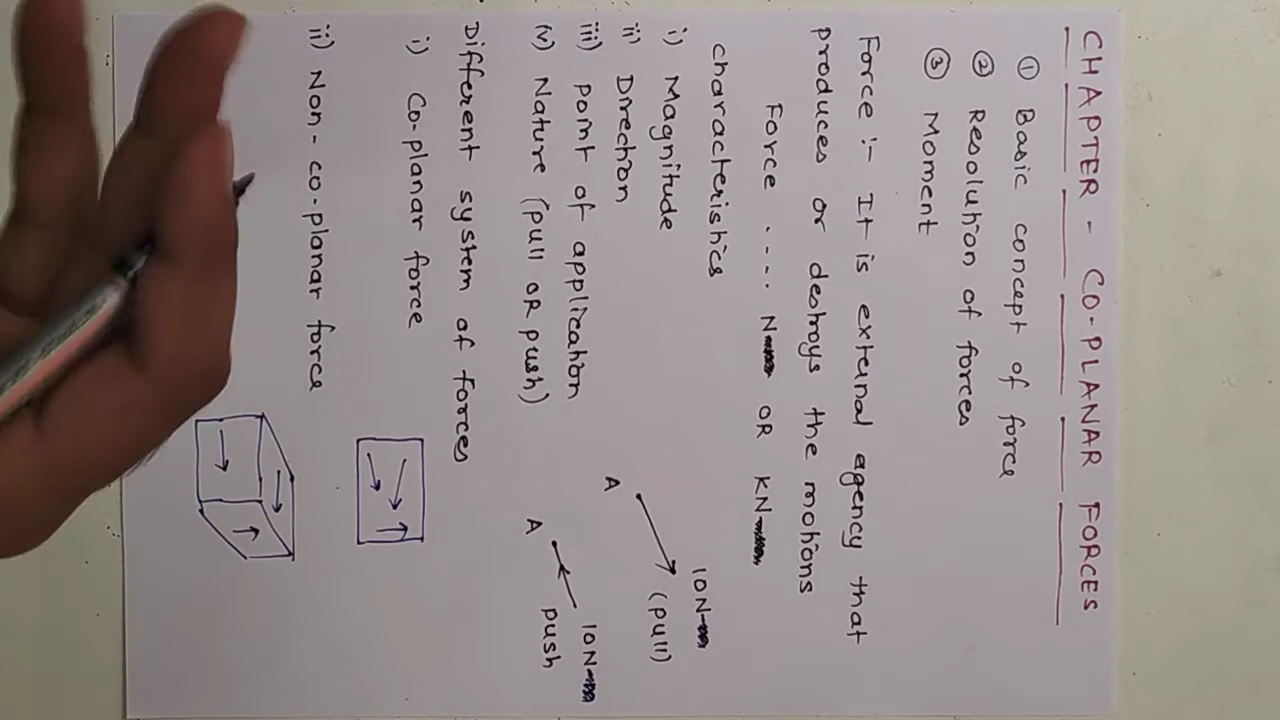 CHAPTER - CO-PLANAR FORCES
① Basic concept of force
② Resolution of forces
③ Moment
Force :- It is external agency that
produces or destroys the motions
Force .... N OR KN
characteristics
i) Magnitude
ii) Direction
iii) point of application
(v) Nature (pull OR push)
10N
A (pull)
10N
A push
Different system of forces
i) co-planar force
ii) Non-co-planar force